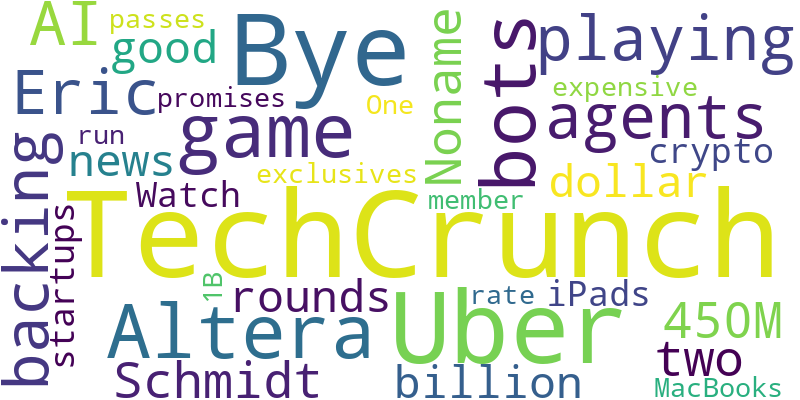 AI
passes
good
Bye
Noname
bots
playing
Eric
promises
One
expensive
agents
run
game
crypto
news
exclusives
dollar
Watch
member
backing
startups
TechCrunch
1B
rounds
rate
iPads
Altera
Uber
450M
two
Schmidt
billion
MacBooks